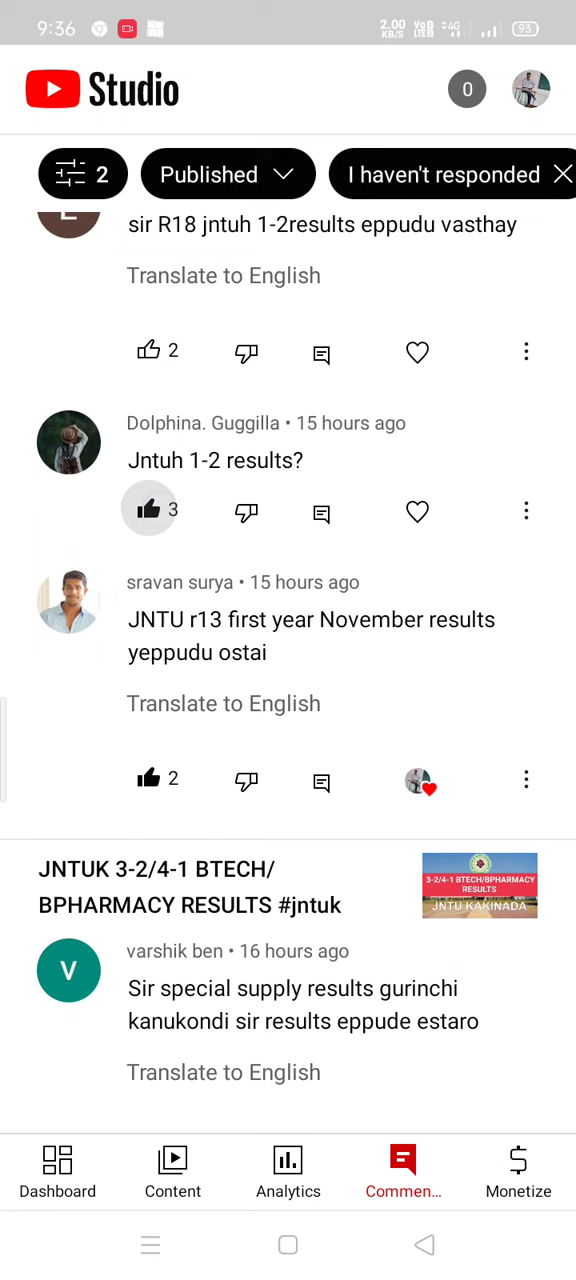 9:36
2.00 KB/S
VoD LTE
4G
93
Studio
0
2
Published
I haven't responded
sir R18 jntuh 1-2results eppudu vasthay
Translate to English
2
Dolphina. Guggilla • 15 hours ago
Jntuh 1-2 results?
3
sravan surya • 15 hours ago
JNTU r13 first year November results
yeppudu ostai
Translate to English
2
JNTUK 3-2/4-1 BTECH/
BPHARMACY RESULTS #jntuk
3-2/4-1 BTECH/BPHARMACY
RESULTS
JNTU KAKINADA
V
varshik ben • 16 hours ago
Sir special supply results gurinchi
kanukondi sir results eppude estaro
Translate to English
Dashboard
Content
Analytics
Commen...
Monetize